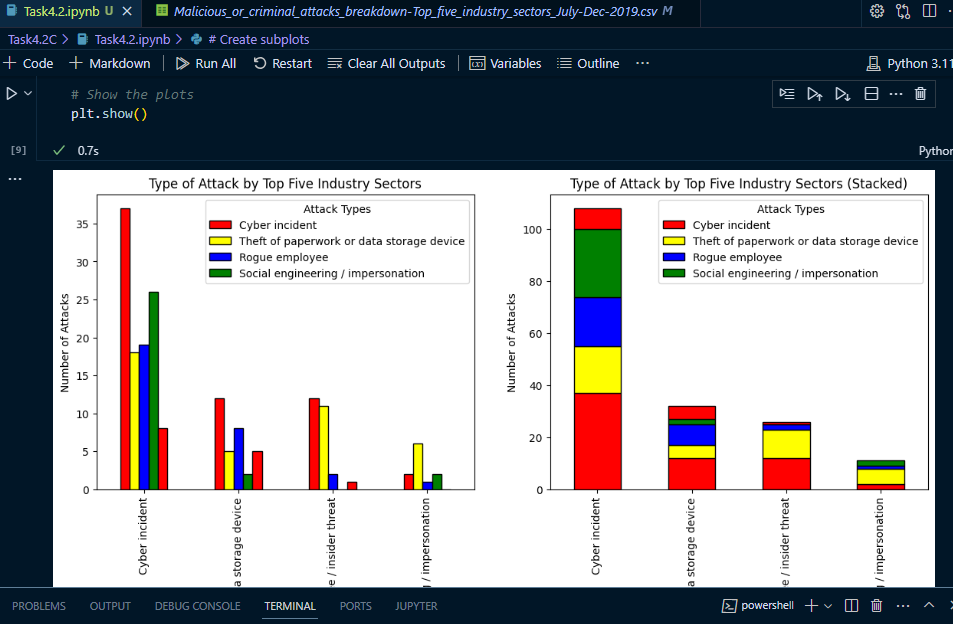 Task4.2.ipynb U
Malicious_or_criminal_attacks_breakdown-Top_five_industry_sectors_July-Dec-2019.csv M
Task4.2C > Task4.2.ipynb > # Create subplots
Code
Markdown
Run All
Restart
Clear All Outputs
Variables
Outline
Python 3.11
# Show the plots
plt.show()
[9]
0.7s
Python
Type of Attack by Top Five Industry Sectors
Attack Types
Cyber incident
Theft of paperwork or data storage device
Rogue employee
Social engineering / impersonation
Number of Attacks
35
30
25
20
15
10
5
0
Cyber incident
a storage device
e / insider threat
g / impersonation
Type of Attack by Top Five Industry Sectors (Stacked)
Attack Types
Cyber incident
Theft of paperwork or data storage device
Rogue employee
Social engineering / impersonation
Number of Attacks
100
80
60
40
20
0
Cyber incident
a storage device
e / insider threat
/ impersonation
PROBLEMS
OUTPUT
DEBUG CONSOLE
TERMINAL
PORTS
JUPYTER
powershell